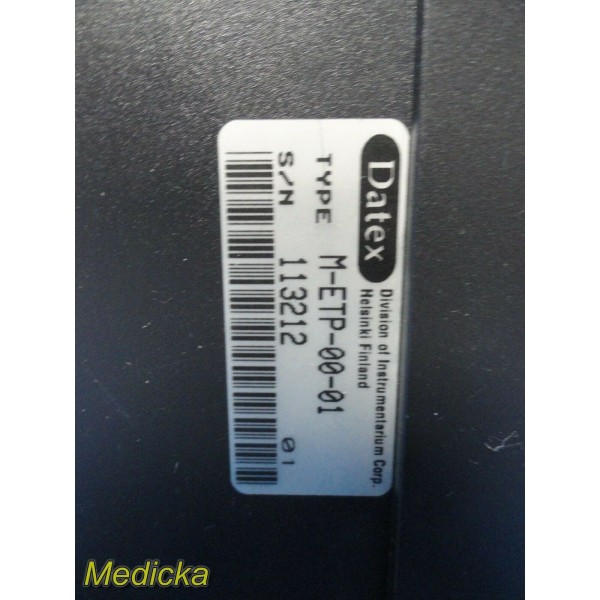 Datex
Division of Instrumentarium Corp.
Helsinki Finland
TYPE M-ETP-00-01
S/N 113212 01
Medicka